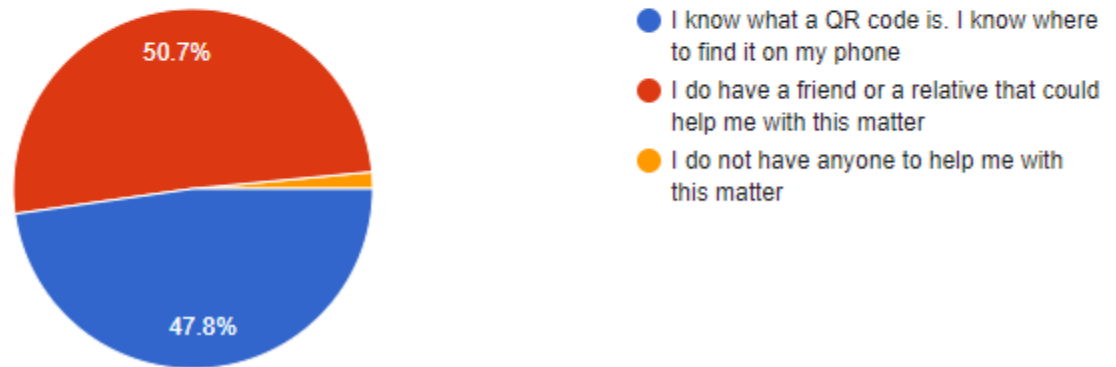 50.7%
47.8%
I know what a QR code is. I know where
to find it on my phone
I do have a friend or a relative that could
help me with this matter
I do not have anyone to help me with
this matter